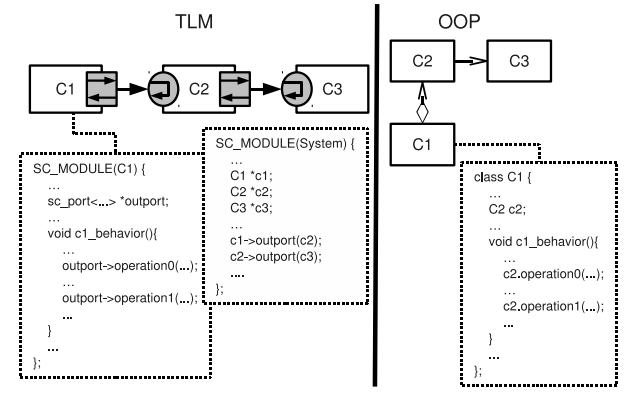 TLM
C1
C2
C3
SC_MODULE(C1) {
...
sc_port<...> *outport;
...
void c1_behavior(){
...
outport->operation0(...);
...
outport->operation1(...);
...
}
...
};
SC_MODULE(System) {
...
C1 *c1;
C2 *c2;
C3 *c3;
...
c1->outport(c2);
c2->outport(c3);
....
};
OOP
C2
C3
C1
class C1 {
...
C2 c2;
...
void c1_behavior(){
...
c2.operation0(...);
...
c2.operation1(...);
...
}
...
};